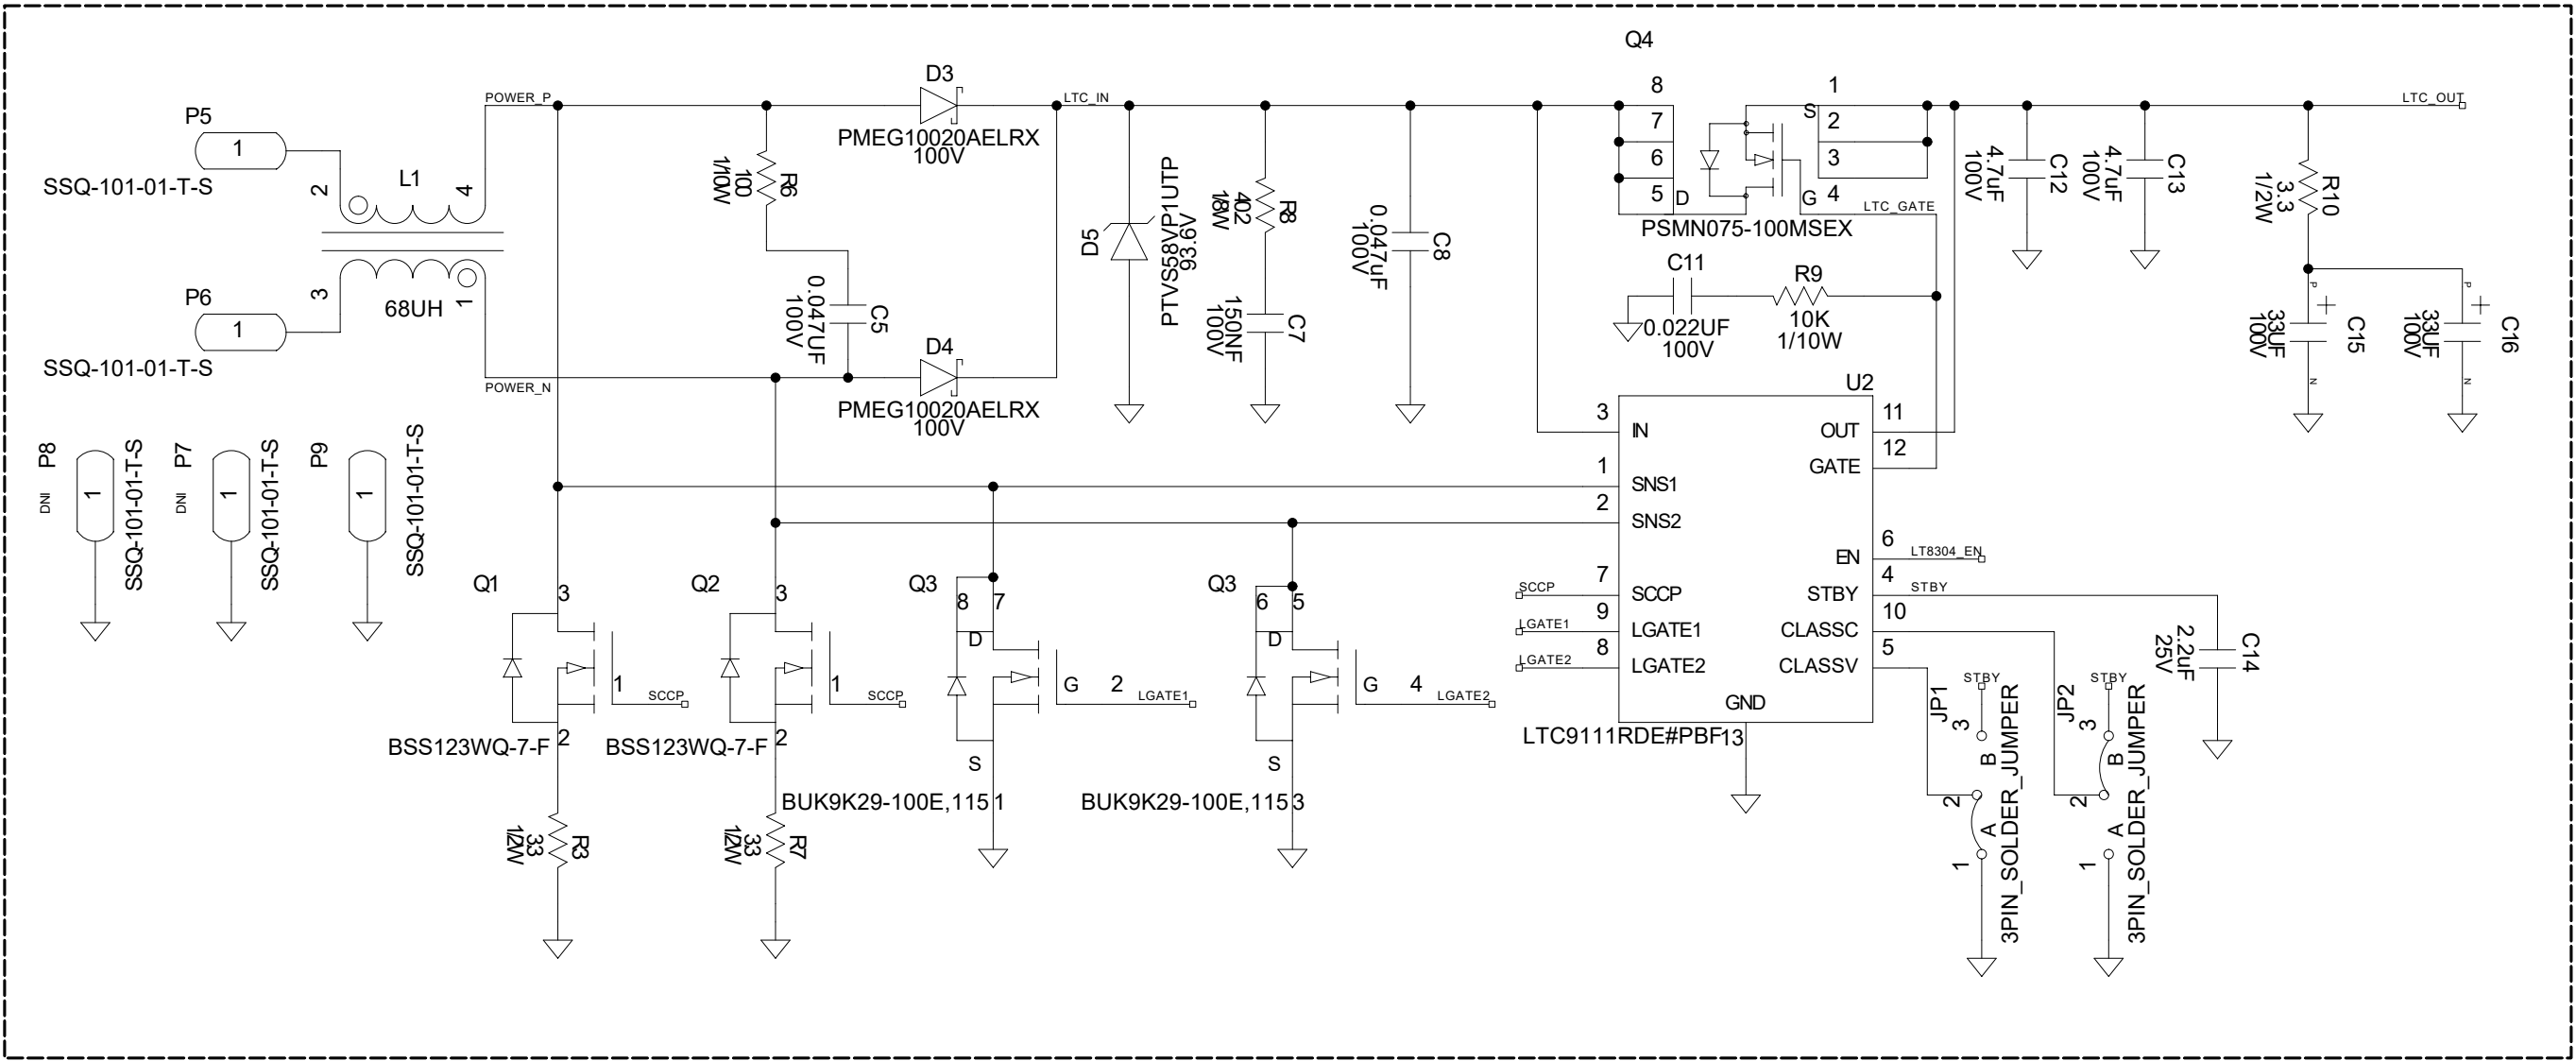 Q4
P5
1
SSQ-101-01-T-S
L1
2
4
3
1
68UH
P6
1
SSQ-101-01-T-S
POWER_P
POWER_N
R6
100
1/10W
D3
PMEG10020AELRX
100V
C5
0.047UF
100V
D4
PMEG10020AELRX
100V
LTC_IN
D5
PTVS58VP1UTP
93.6V
R8
402
1/8W
C7
150NF
100V
C8
0.047uF
100V
8
7
6
5
D
1
S
2
3
G
4
PSMN075-100MSEX
LTC_GATE
LTC_OUT
C11
0.022UF
100V
R9
10K
1/10W
C12
4.7uF
100V
C13
4.7uF
100V
R10
3.3
1/2W
P
+
C15
33UF
100V
N
P
+
C16
33UF
100V
N
P8
DNI
1
SSQ-101-01-T-S
P7
DNI
1
SSQ-101-01-T-S
P9
1
SSQ-101-01-T-S
Q1
3
1
SCCP
BSS123WQ-7-F
2
R3
33
1/2W
Q2
3
1
SCCP
BSS123WQ-7-F
2
R7
33
1/2W
Q3
8
7
D
G
2
LGATE1
S
BUK9K29-100E,115
1
Q3
6
5
D
G
4
LGATE2
S
BUK9K29-100E,115
3
U2
3
IN
1
SNS1
2
SNS2
SCCP
7
SCCP
LGATE1
9
LGATE1
LGATE2
8
LGATE2
OUT
11
GATE
12
EN
6
LT8304_EN
STBY
4
STBY
CLASSC
10
CLASSV
5
GND
LTC9111RDE#PBF
13
C14
2.2uF
25V
JP1
STBY
3
B
2
A
1
3PIN_SOLDER_JUMPER
JP2
STBY
3
B
2
A
1
3PIN_SOLDER_JUMPER